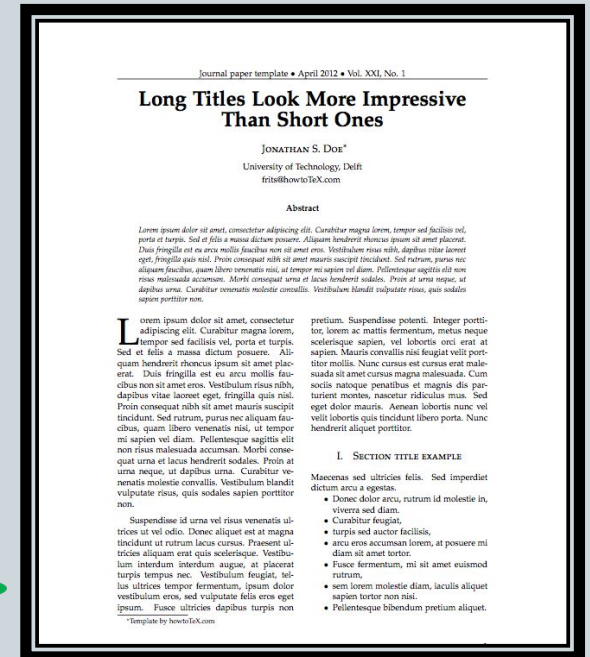 Journal paper template • April 2012 • Vol. XXI, No. 1
Long Titles Look More Impressive
Than Short Ones
Jonathan S. Doe*
University of Technology, Delft
frits@howtoTeX.com
Abstract
Lorem ipsum dolor sit amet, consectetur adipiscing elit. Curabitur magna lorem, tempor sed facilisis vel,
porta et turpis. Sed et felis a massa dictum posuere. Aliquam hendrerit rhoncus ipsum sit amet placerat.
Duis fringilla est eu arcu mollis faucibus non sit amet eros. Vestibulum risus nibh, dapibus vitae laoreet
eget, fringilla quis nisl. Proin consequat nibh sit amet mauris suscipit tincidunt. Sed rutrum, purus nec
aliquam faucibus, quam libero venenatis nisi, ut tempor mi sapien vel diam. Pellentesque sagittis elit non
risus malesuada accumsan. Morbi consequat urna et lacus hendrerit sodales. Proin at urna neque, ut
dapibus urna. Curabitur venenatis molestie convallis. Vestibulum blandit vulputate risus, quis sodales
sapien porttitor non.
Lorem ipsum dolor sit amet, consectetur
adipiscing elit. Curabitur magna lorem,
tempor sed facilisis vel, porta et turpis.
Sed et felis a massa dictum posuere. Ali-
quam hendrerit rhoncus ipsum sit amet plac-
erat. Duis fringilla est eu arcu mollis fau-
cibus non sit amet eros. Vestibulum risus nibh,
dapibus vitae laoreet eget, fringilla quis nisl.
Proin consequat nibh sit amet mauris suscipit
tincidunt. Sed rutrum, purus nec aliquam fau-
cibus, quam libero venenatis nisi, ut tempor
mi sapien vel diam. Pellentesque sagittis elit
non risus malesuada accumsan. Morbi conse-
quat urna et lacus hendrerit sodales. Proin at
urna neque, ut dapibus urna. Curabitur ve-
nenatis molestie convallis. Vestibulum blandit
vulputate risus, quis sodales sapien porttitor
non.
Suspendisse id urna vel risus venenatis ul-
trices ut vel odio. Donec aliquet est at magna
tincidunt ut rutrum lacus cursus. Praesent ul-
tricies aliquam erat quis scelerisque. Vestibu-
lum interdum interdum augue, at placerat
turpis tempus nec. Vestibulum feugiat, tel-
lus ultrices tempor fermentum, ipsum dolor
vestibulum eros, sed vulputate felis eros eget
ipsum. Fusce ultricies dapibus turpis non
*Template by howtoTeX.com
pretium. Suspendisse potenti. Integer portti-
tor, lorem ac mattis fermentum, metus neque
scelerisque sapien, vel lobortis orci erat at
sapien. Mauris convallis nisi feugiat velit port-
titor mollis. Nunc cursus est cursus erat male-
suada sit amet cursus magna malesuada. Cum
sociis natoque penatibus et magnis dis par-
turient montes, nascetur ridiculus mus. Sed
eget dolor mauris. Aenean lobortis nunc vel
velit lobortis quis tincidunt libero porta. Nunc
hendrerit aliquet porttitor.
I. Section title example
Maecenas sed ultricies felis. Sed imperdiet
dictum arcu a egestas.
• Donec dolor arcu, rutrum id molestie in,
viverra sed diam.
• Curabitur feugiat,
• turpis sed auctor facilisis,
• arcu eros accumsan lorem, at posuere mi
diam sit amet tortor.
• Fusce fermentum, mi sit amet euismod
rutrum,
• sem lorem molestie diam, iaculis aliquet
sapien tortor non nisi.
• Pellentesque bibendum pretium aliquet.